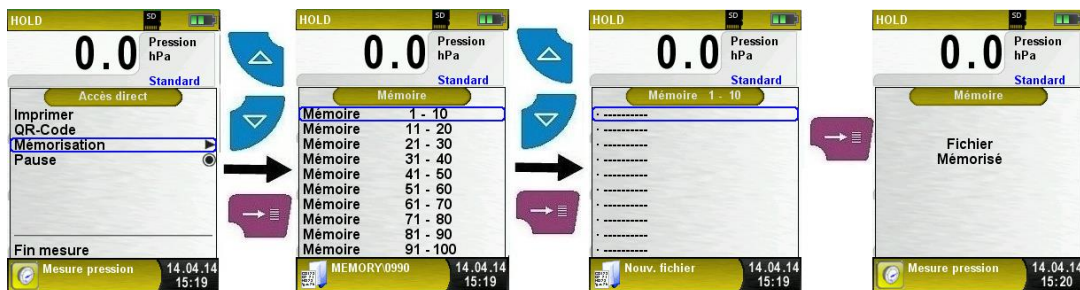 HOLD
SD
0.0
Pression
hPa
Standard
Accès direct
Imprimer
QR-Code
Mémorisation
Pause
Fin mesure
Mesure pression
14.04.14
15:19
HOLD
SD
0.0
Pression
hPa
Standard
Mémoire
Mémoire 1 - 10
Mémoire 11 - 20
Mémoire 21 - 30
Mémoire 31 - 40
Mémoire 41 - 50
Mémoire 51 - 60
Mémoire 61 - 70
Mémoire 71 - 80
Mémoire 81 - 90
Mémoire 91 - 100
MEMORY\0990
14.04.14
15:19
HOLD
SD
0.0
Pression
hPa
Standard
Mémoire 1 - 10
· ----------
· ----------
· ----------
· ----------
· ----------
· ----------
· ----------
· ----------
· ----------
· ----------
Nouv. fichier
14.04.14
15:19
HOLD
SD
0.0
Pression
hPa
Standard
Mémoire
Fichier
Mémorisé
Mesure pression
14.04.14
15:20